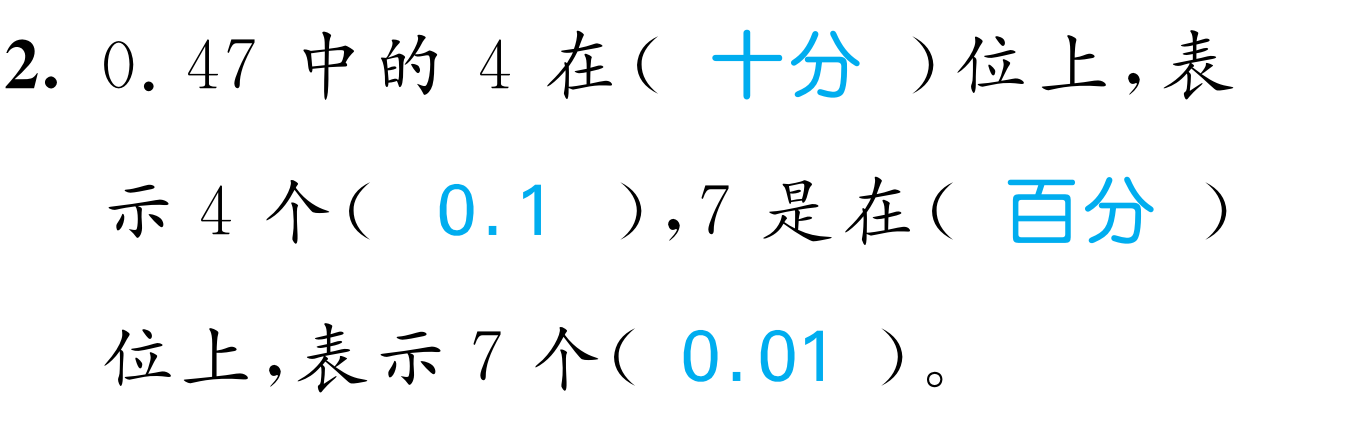 2. 0.47 中的 4 在( 十分 )位上,表
示 4 个( 0.1 ),7 是在( 百分 )
位上,表示 7 个( 0.01 )。